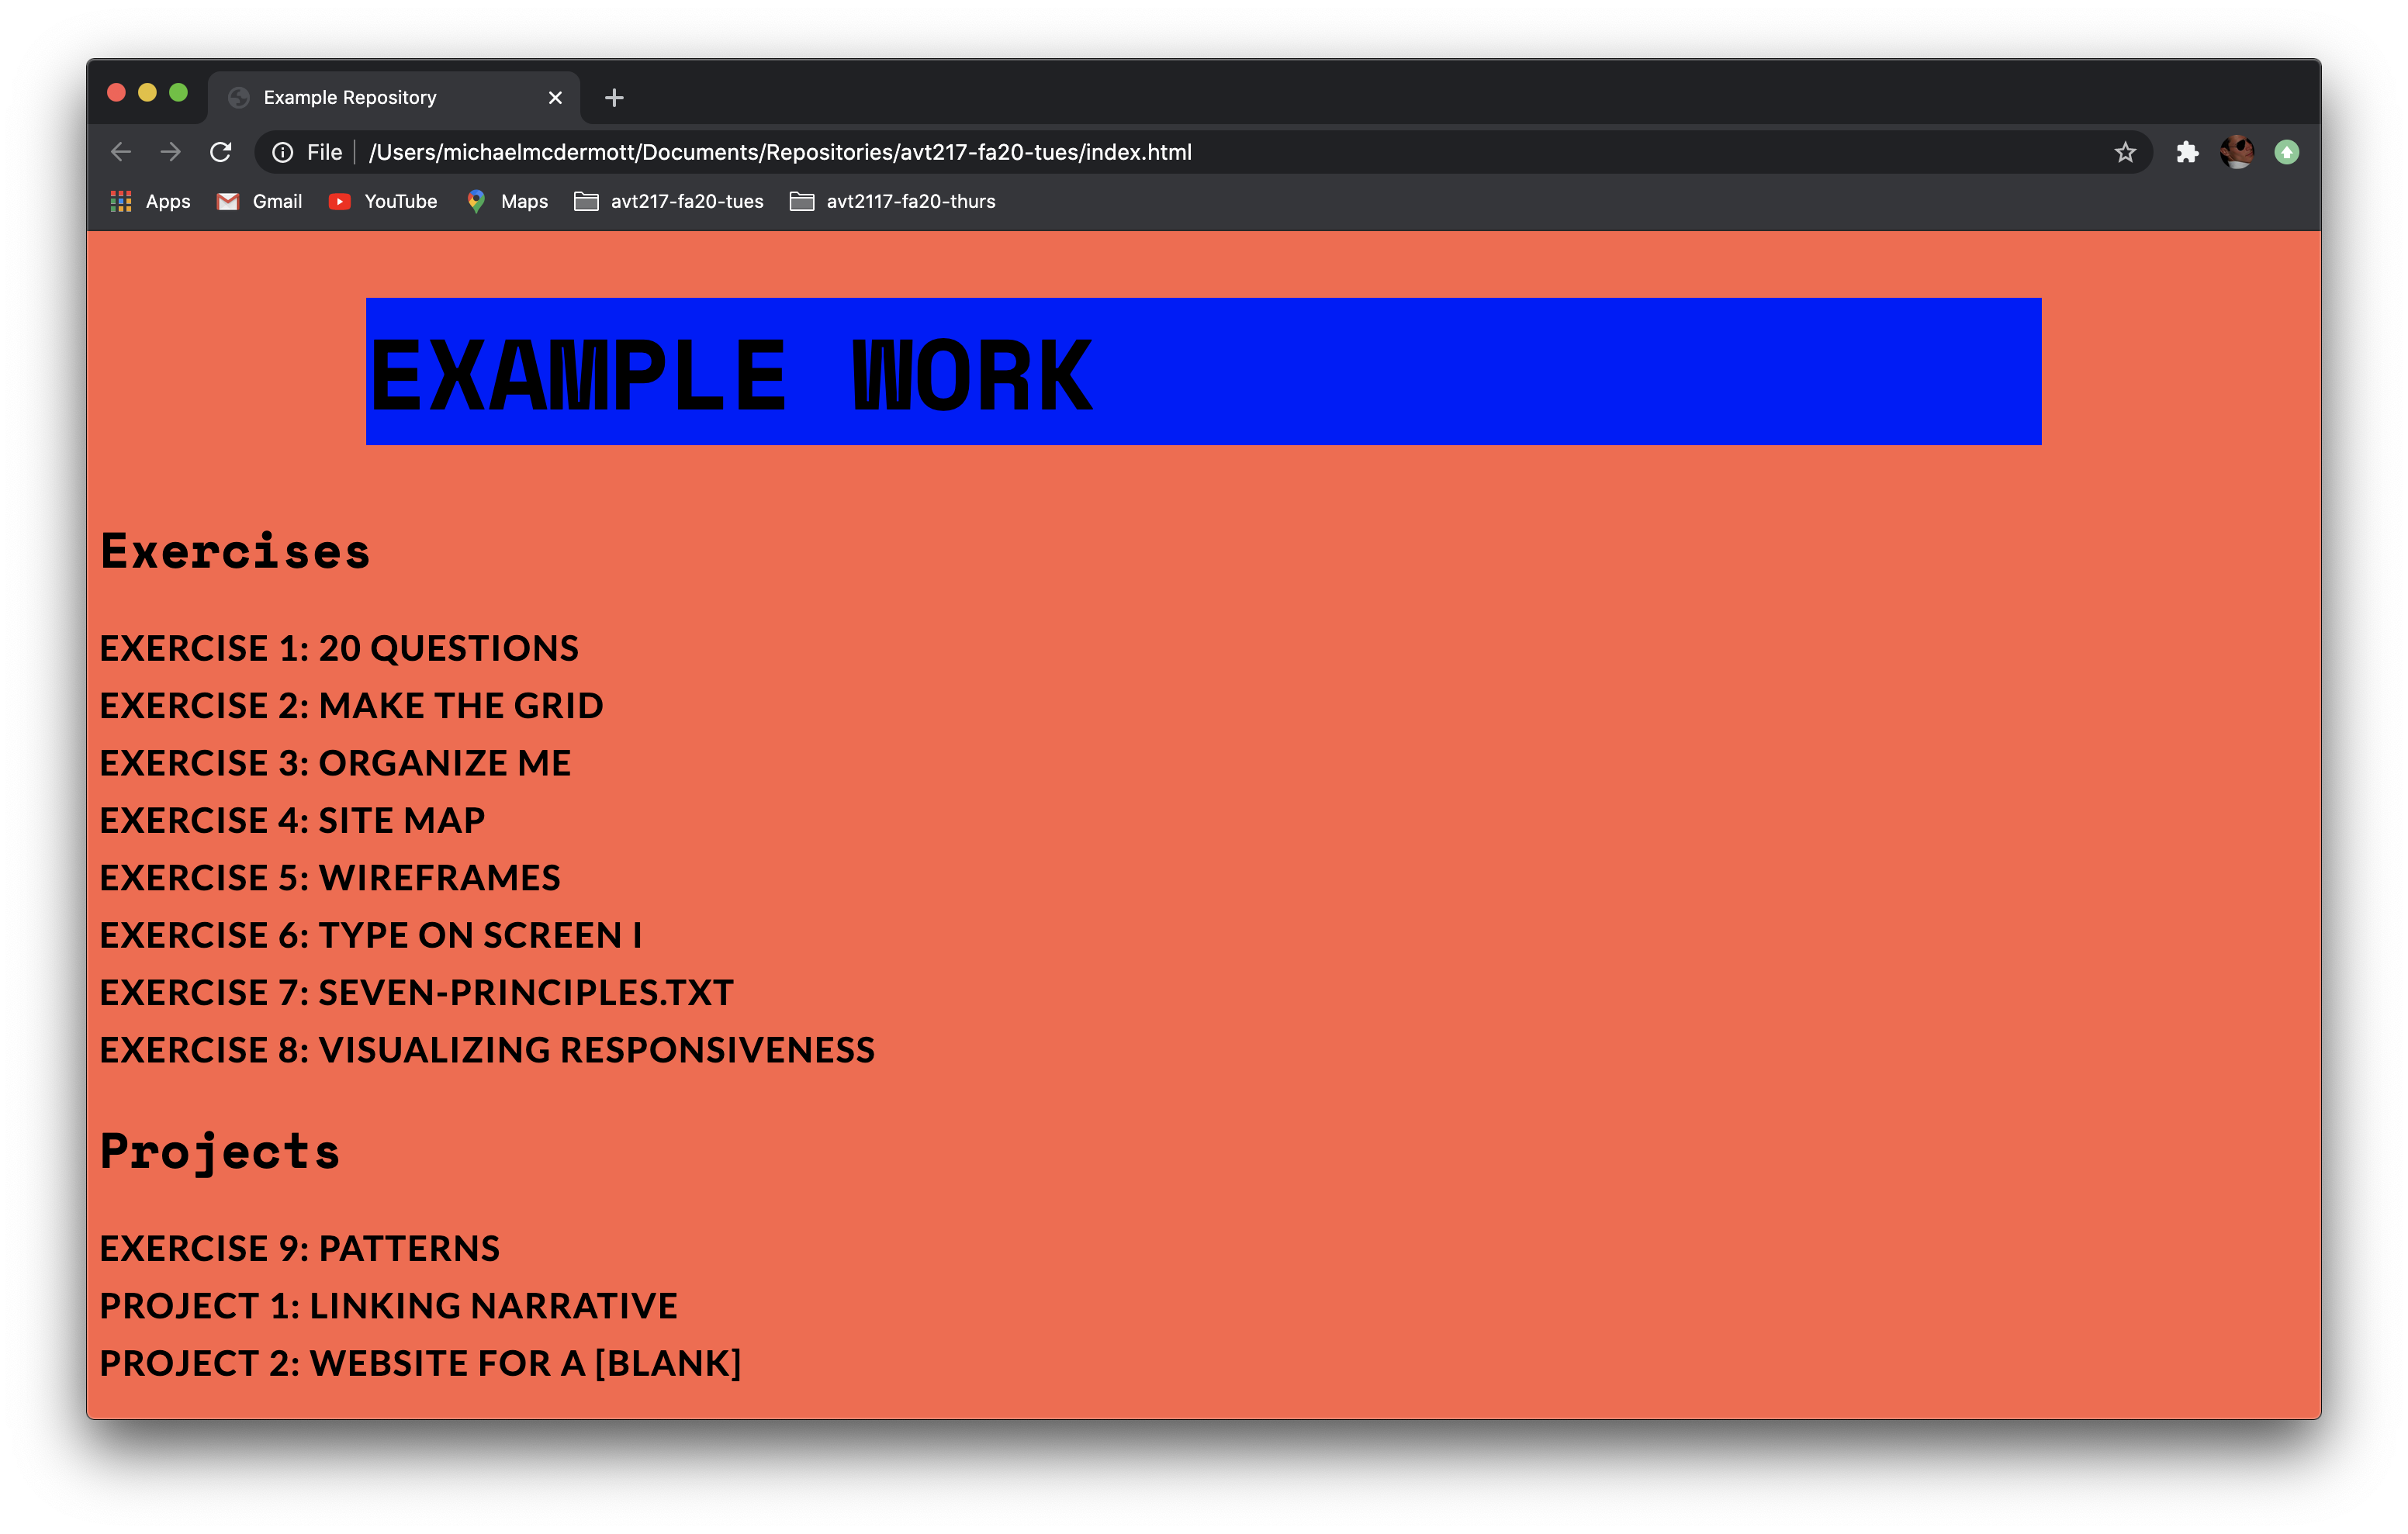 Example Repository
File /Users/michaelmcdermott/Documents/Repositories/avt217-fa20-tues/index.html
Apps Gmail YouTube Maps avt217-fa20-tues avt2117-fa20-thurs
EXAMPLE WORK
Exercises
EXERCISE 1: 20 QUESTIONS
EXERCISE 2: MAKE THE GRID
EXERCISE 3: ORGANIZE ME
EXERCISE 4: SITE MAP
EXERCISE 5: WIREFRAMES
EXERCISE 6: TYPE ON SCREEN I
EXERCISE 7: SEVEN-PRINCIPLES.TXT
EXERCISE 8: VISUALIZING RESPONSIVENESS
Projects
EXERCISE 9: PATTERNS
PROJECT 1: LINKING NARRATIVE
PROJECT 2: WEBSITE FOR A [BLANK]